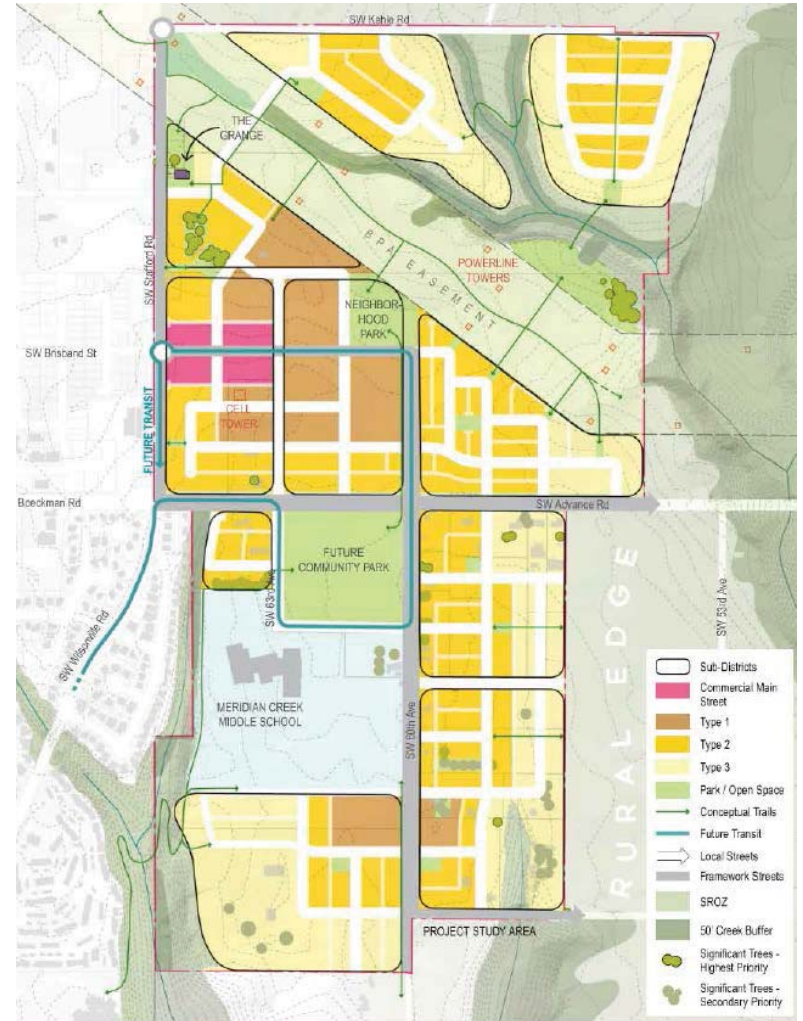 SW Kahle Rd
THE
GRANGE
SW Stafford Rd
BPA EASEMENT
POWERLINE
TOWERS
NEIGHBOR-
HOOD
PARK
SW Brisband St
FUTURE TRANSIT
CELL
TOWER
Boeckman Rd
SW Advance Rd
FUTURE
COMMUNITY PARK
SW 63rd Ave
SW 53rd Ave
SW Wilsonville Rd
MERIDIAN CREEK
MIDDLE SCHOOL
SW 60th Ave
RURAL EDGE
PROJECT STUDY AREA
Sub-Districts
Commercial Main
Street
Type 1
Type 2
Type 3
Park / Open Space
Conceptual Trails
Future Transit
Local Streets
Framework Streets
SROZ
50' Creek Buffer
Significant Trees -
Highest Priority
Significant Trees -
Secondary Priority